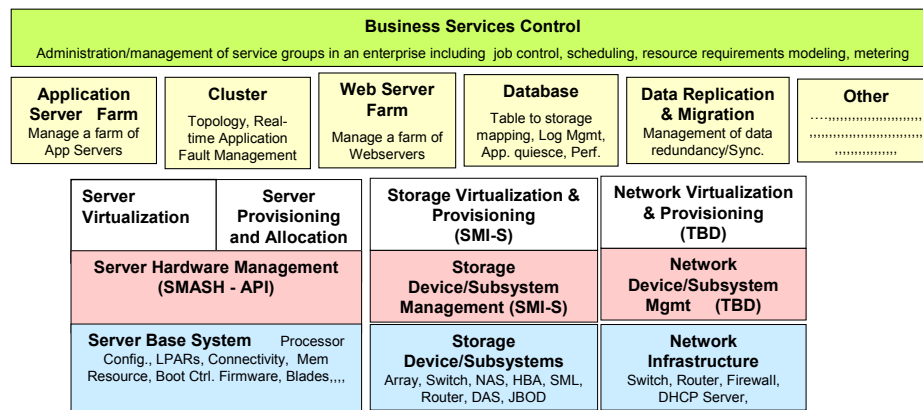 Business Services Control
Administration/management of service groups in an enterprise including job control, scheduling, resource requirements modeling, metering
Application
Server Farm
Manage a farm of
App Servers
Cluster
Topology, Real-
time Application
Fault Management
Web Server
Farm
Manage a farm of
Webservers
Database
Table to storage
mapping, Log Mgmt,
App. quiesce, Perf.
Data Replication
& Migration
Management of data
redundancy/Sync.
Other
….,,,,,,,,,,,,,,,,,,,,,,,,,
,,,,,,,,,,,,,,,,,,,,,,,,,,,,,
,,,,,,,,,,,,,,,,
Server
Virtualization
Server
Provisioning
and Allocation
Storage Virtualization &
Provisioning
(SMI-S)
Network Virtualization
& Provisioning
(TBD)
Server Hardware Management
(SMASH - API)
Storage
Device/Subsystem
Management (SMI-S)
Network
Device/Subsystem
Mgmt (TBD)
Server Base System Processor
Config., LPARs, Connectivity, Mem
Resource, Boot Ctrl. Firmware, Blades,,,,
Storage
Device/Subsystems
Array, Switch, NAS, HBA, SML,
Router, DAS, JBOD
Network
Infrastructure
Switch, Router, Firewall,
DHCP Server,